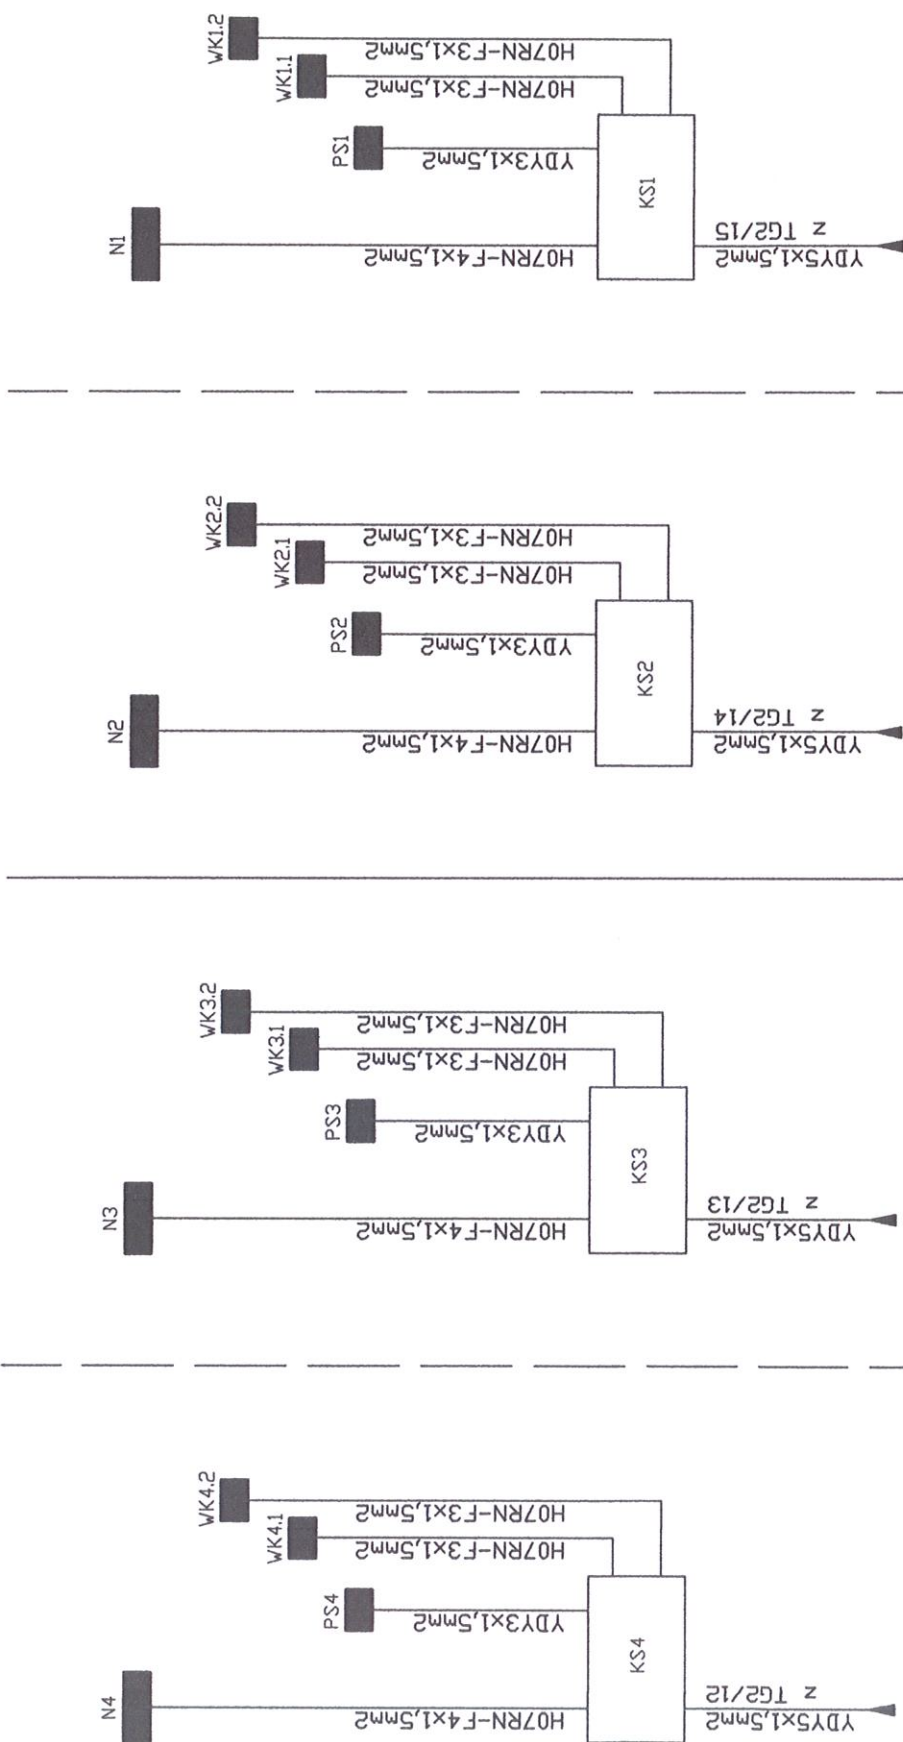 WK1.2
H07RN-F3x1,5mm2
WK1.1
H07RN-F3x1,5mm2
PS1
YDY3x1,5mm2
N1
H07RN-F4x1,5mm2
KS1
z TG2/15
YDY5x1,5mm2
WK2.2
H07RN-F3x1,5mm2
WK2.1
H07RN-F3x1,5mm2
PS2
YDY3x1,5mm2
N2
H07RN-F4x1,5mm2
KS2
z TG2/14
YDY5x1,5mm2
WK3.2
H07RN-F3x1,5mm2
WK3.1
H07RN-F3x1,5mm2
PS3
YDY3x1,5mm2
N3
H07RN-F4x1,5mm2
KS3
z TG2/13
YDY5x1,5mm2
WK4.2
H07RN-F3x1,5mm2
WK4.1
H07RN-F3x1,5mm2
PS4
YDY3x1,5mm2
N4
H07RN-F4x1,5mm2
KS4
z TG2/12
YDY5x1,5mm2